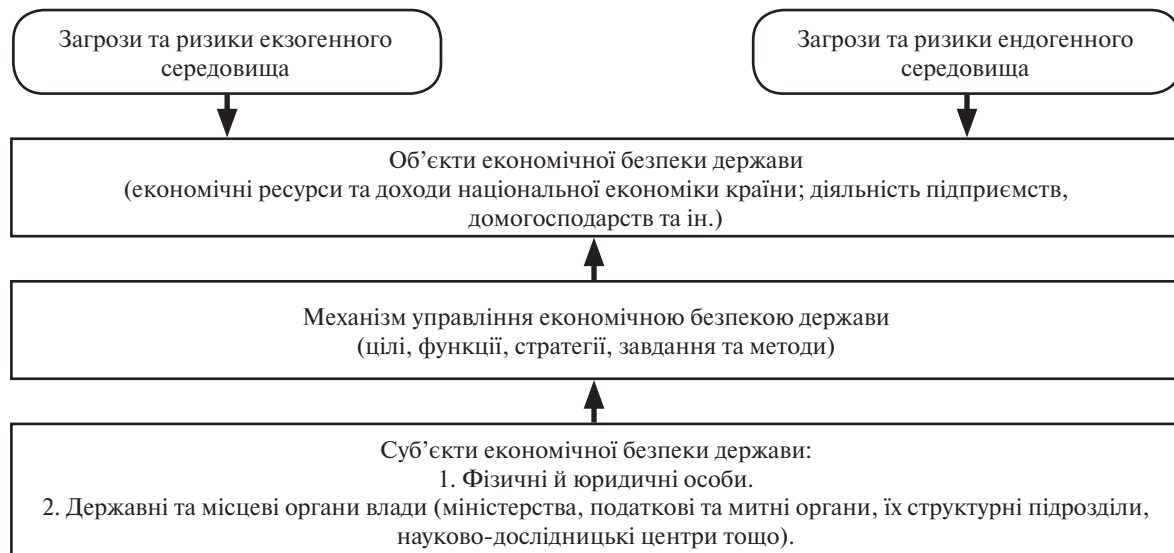 Загрози та ризики екзогенного
середовища
Загрози та ризики ендогенного
середовища
Об’єкти економічної безпеки держави
(економічні ресурси та доходи національної економіки країни; діяльність підприємств,
домогосподарств та ін.)
Механізм управління економічною безпекою держави
(цілі, функції, стратегії, завдання та методи)
Суб’єкти економічної безпеки держави:
1. Фізичні й юридичні особи.
2. Державні та місцеві органи влади (міністерства, податкові та митні органи, їх структурні підрозділи,
науково-дослідницькі центри тощо).